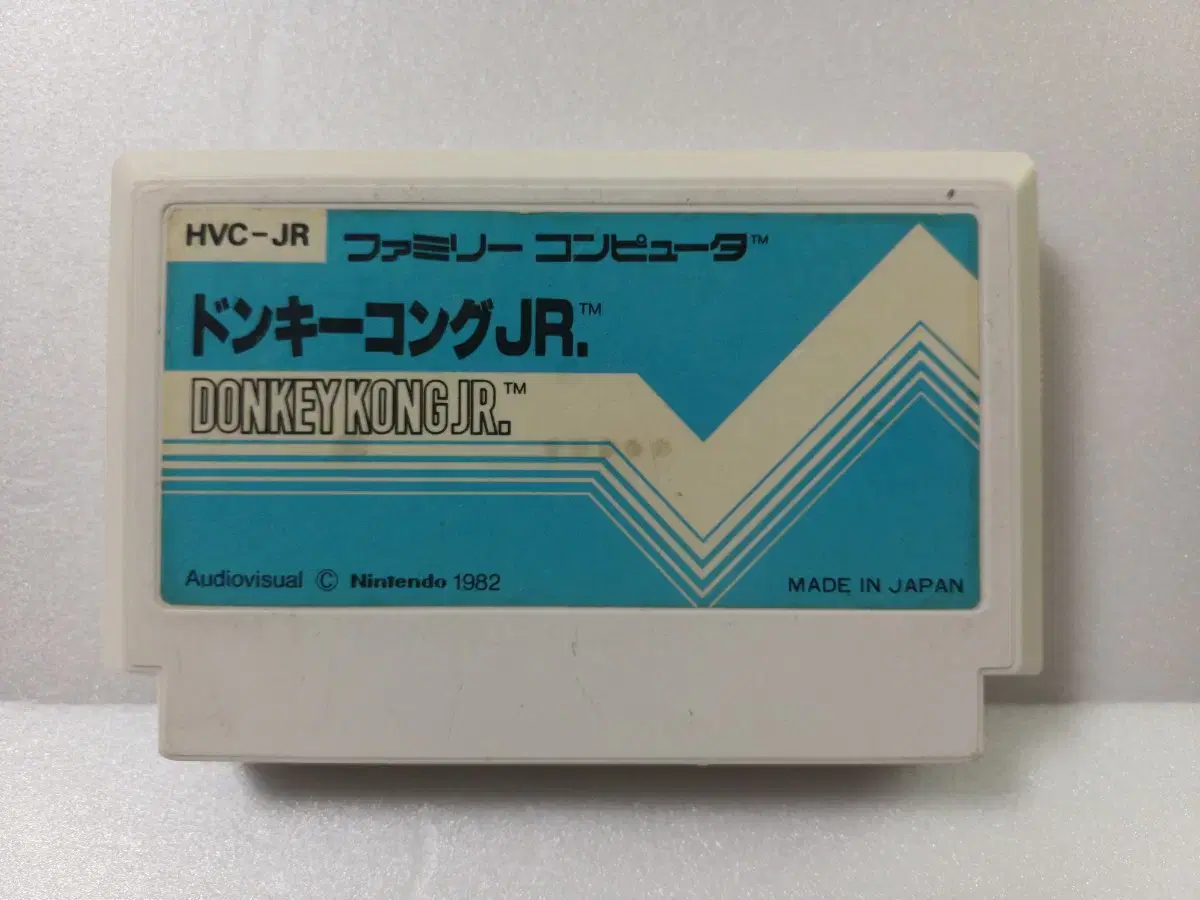 HVC-JR
ファミリー コンピュータ™
ドンキーコングJR.™
DONKEY KONG JR.™
Audiovisual © Nintendo 1982
MADE IN JAPAN